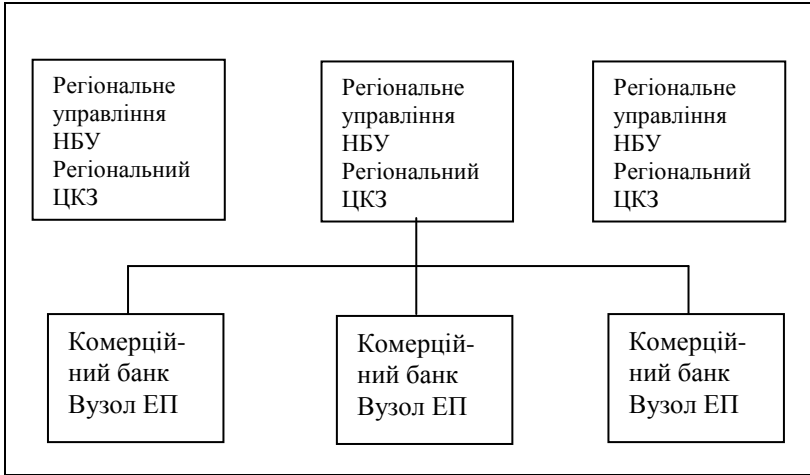 Регіональне
управління
НБУ
Регіональний
ЦКЗ
Регіональне
управління
НБУ
Регіональний
ЦКЗ
Регіональне
управління
НБУ
Регіональний
ЦКЗ
Комерцій-
ний банк
Вузол ЕП
Комерцій-
ний банк
Вузол ЕП
Комерцій-
ний банк
Вузол ЕП